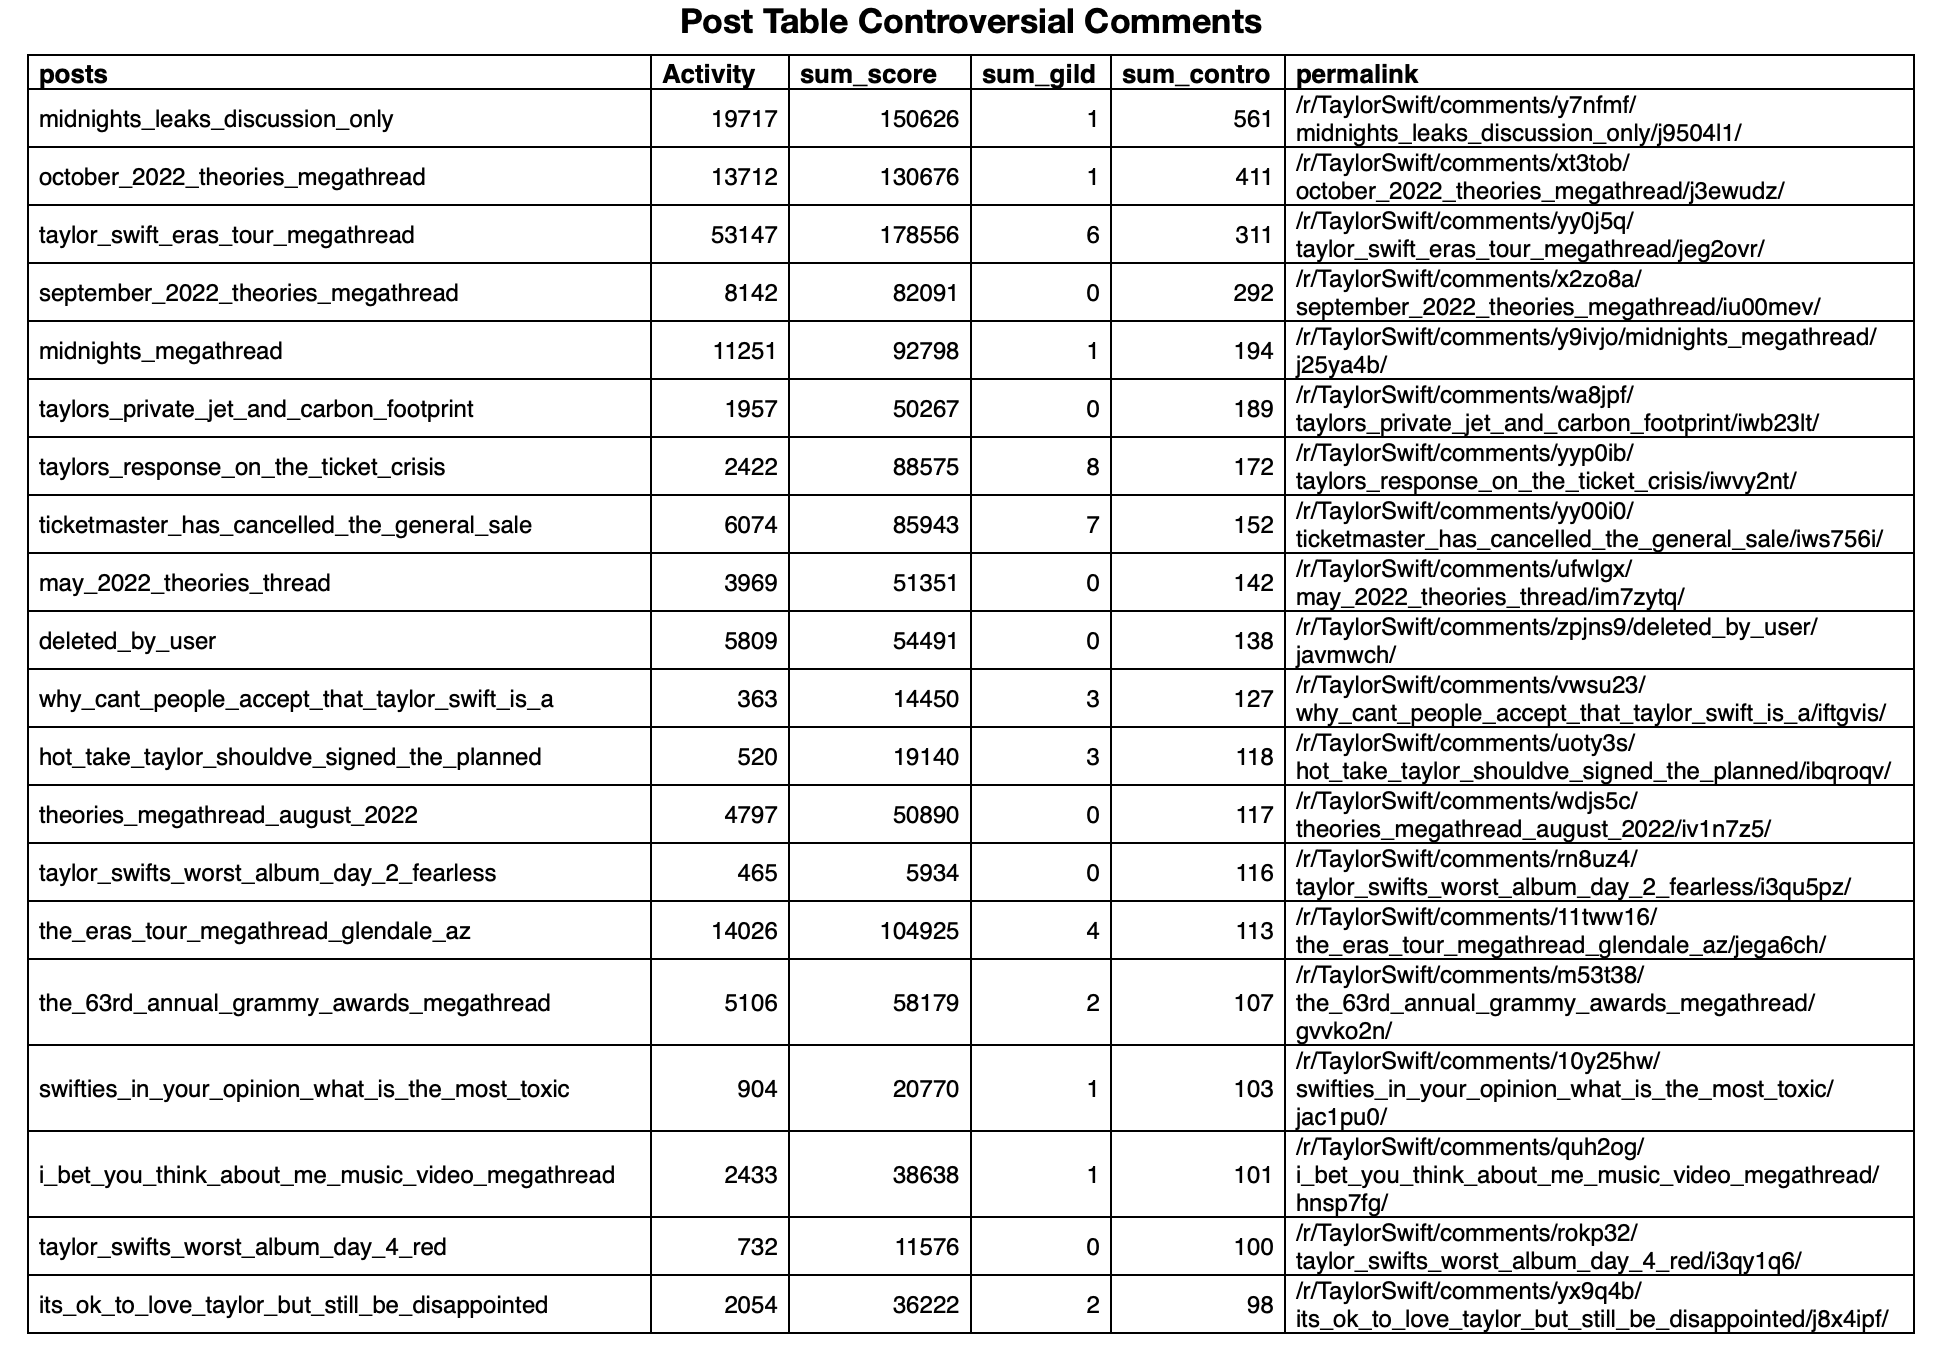 Post Table Controversial Comments
posts Activity sum_score sum_gild sum_contro permalink
midnights_leaks_discussion_only 19717 150626 1 561 /r/TaylorSwift/comments/y7nfmf/
midnights_leaks_discussion_only/j9504l1/
october_2022_theories_megathread 13712 130676 1 411 /r/TaylorSwift/comments/xt3tob/
october_2022_theories_megathread/j3ewudz/
taylor_swift_eras_tour_megathread 53147 178556 6 311 /r/TaylorSwift/comments/yy0j5q/
taylor_swift_eras_tour_megathread/jeg2ovr/
september_2022_theories_megathread 8142 82091 0 292 /r/TaylorSwift/comments/x2zo8a/
september_2022_theories_megathread/iu00mev/
midnights_megathread 11251 92798 1 194 /r/TaylorSwift/comments/y9ivjo/midnights_megathread/
j25ya4b/
taylors_private_jet_and_carbon_footprint 1957 50267 0 189 /r/TaylorSwift/comments/wa8jpf/
taylors_private_jet_and_carbon_footprint/iwb23lt/
taylors_response_on_the_ticket_crisis 2422 88575 8 172 /r/TaylorSwift/comments/yyp0ib/
taylors_response_on_the_ticket_crisis/iwvy2nt/
ticketmaster_has_cancelled_the_general_sale 6074 85943 7 152 /r/TaylorSwift/comments/yy00i0/
ticketmaster_has_cancelled_the_general_sale/iws756i/
may_2022_theories_thread 3969 51351 0 142 /r/TaylorSwift/comments/ufwlgx/
may_2022_theories_thread/im7zytq/
deleted_by_user 5809 54491 0 138 /r/TaylorSwift/comments/zpjns9/deleted_by_user/
javmwch/
why_cant_people_accept_that_taylor_swift_is_a 363 14450 3 127 /r/TaylorSwift/comments/vwsu23/
why_cant_people_accept_that_taylor_swift_is_a/iftgvis/
hot_take_taylor_shouldve_signed_the_planned 520 19140 3 118 /r/TaylorSwift/comments/uoty3s/
hot_take_taylor_shouldve_signed_the_planned/ibqroqv/
theories_megathread_august_2022 4797 50890 0 117 /r/TaylorSwift/comments/wdjs5c/
theories_megathread_august_2022/iv1n7z5/
taylor_swifts_worst_album_day_2_fearless 465 5934 0 116 /r/TaylorSwift/comments/rn8uz4/
taylor_swifts_worst_album_day_2_fearless/i3qu5pz/
the_eras_tour_megathread_glendale_az 14026 104925 4 113 /r/TaylorSwift/comments/11tww16/
the_eras_tour_megathread_glendale_az/jega6ch/
the_63rd_annual_grammy_awards_megathread 5106 58179 2 107 /r/TaylorSwift/comments/m53t38/
the_63rd_annual_grammy_awards_megathread/
gvvko2n/
swifties_in_your_opinion_what_is_the_most_toxic 904 20770 1 103 /r/TaylorSwift/comments/10y25hw/
swifties_in_your_opinion_what_is_the_most_toxic/
jac1pu0/
i_bet_you_think_about_me_music_video_megathread 2433 38638 1 101 /r/TaylorSwift/comments/quh2og/
i_bet_you_think_about_me_music_video_megathread/
hnsp7fg/
taylor_swifts_worst_album_day_4_red 732 11576 0 100 /r/TaylorSwift/comments/rokp32/
taylor_swifts_worst_album_day_4_red/i3qy1q6/
its_ok_to_love_taylor_but_still_be_disappointed 2054 36222 2 98 /r/TaylorSwift/comments/yx9q4b/
its_ok_to_love_taylor_but_still_be_disappointed/j8x4ipf/